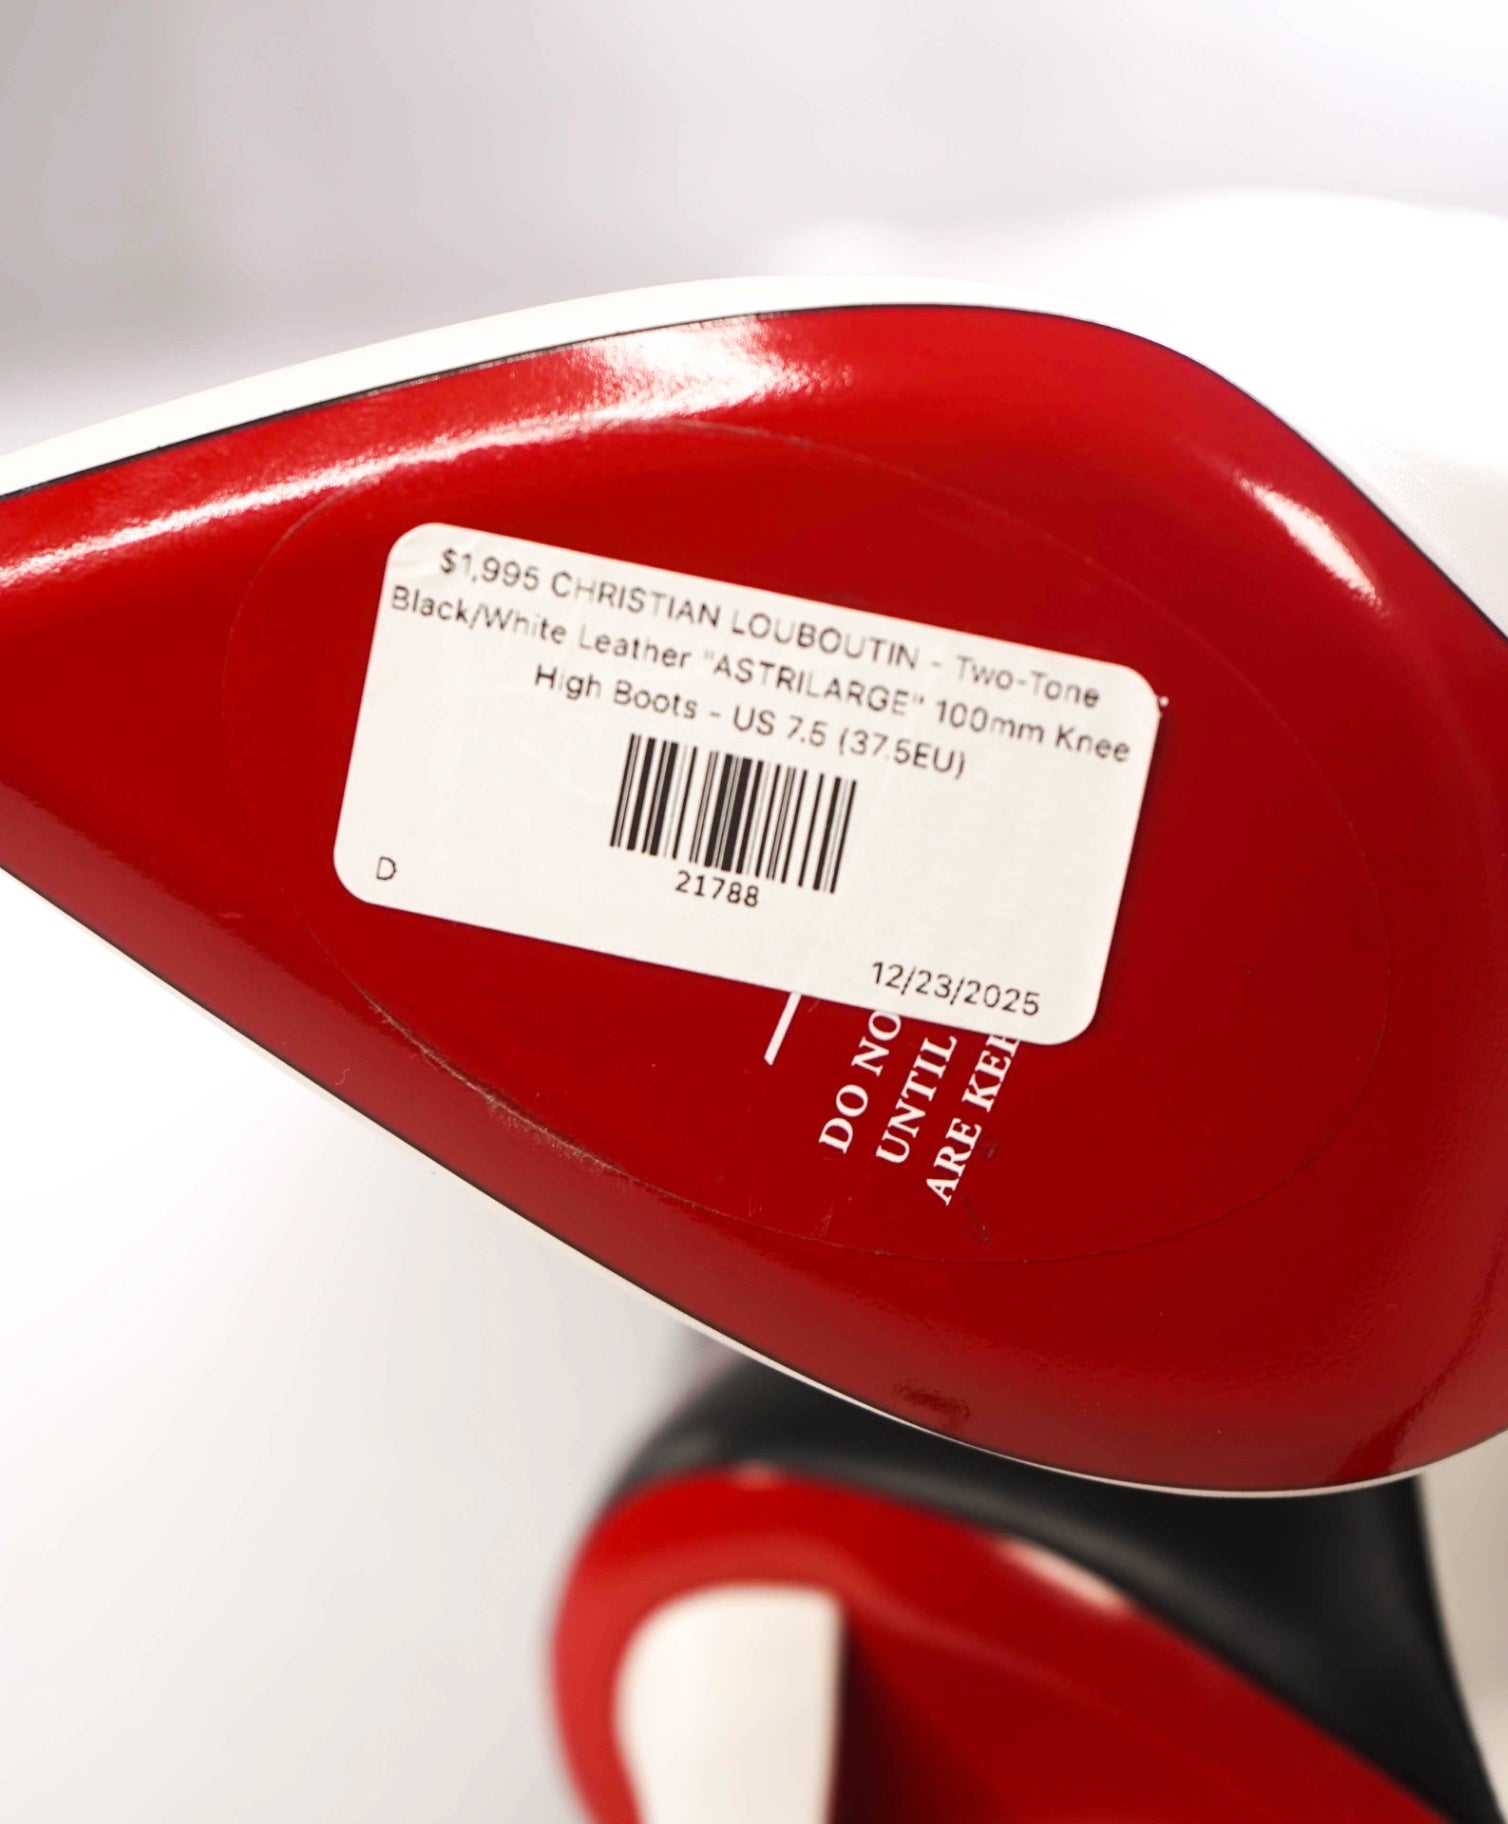 $1,995 CHRISTIAN LOUBOUTIN - Two-Tone
Black/White Leather "ASTRILARGE" 100mm Knee
High Boots - US 7.5 (37.5EU)
21788
D
12/23/2025
DO NO
UNTIL
ARE KEE